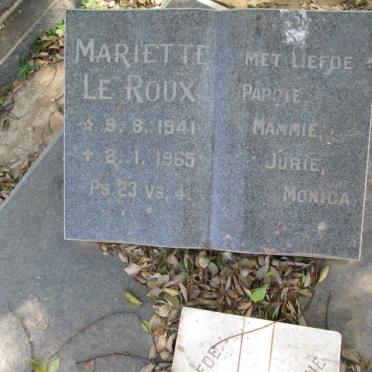 MARIETTE
LE ROUX
* 9.8.1941
+ 2.1.1965
PS 23 VS. 4.
MET LIEFDE
PAPPIE,
MAMMIE,
JURIE,
MONICA